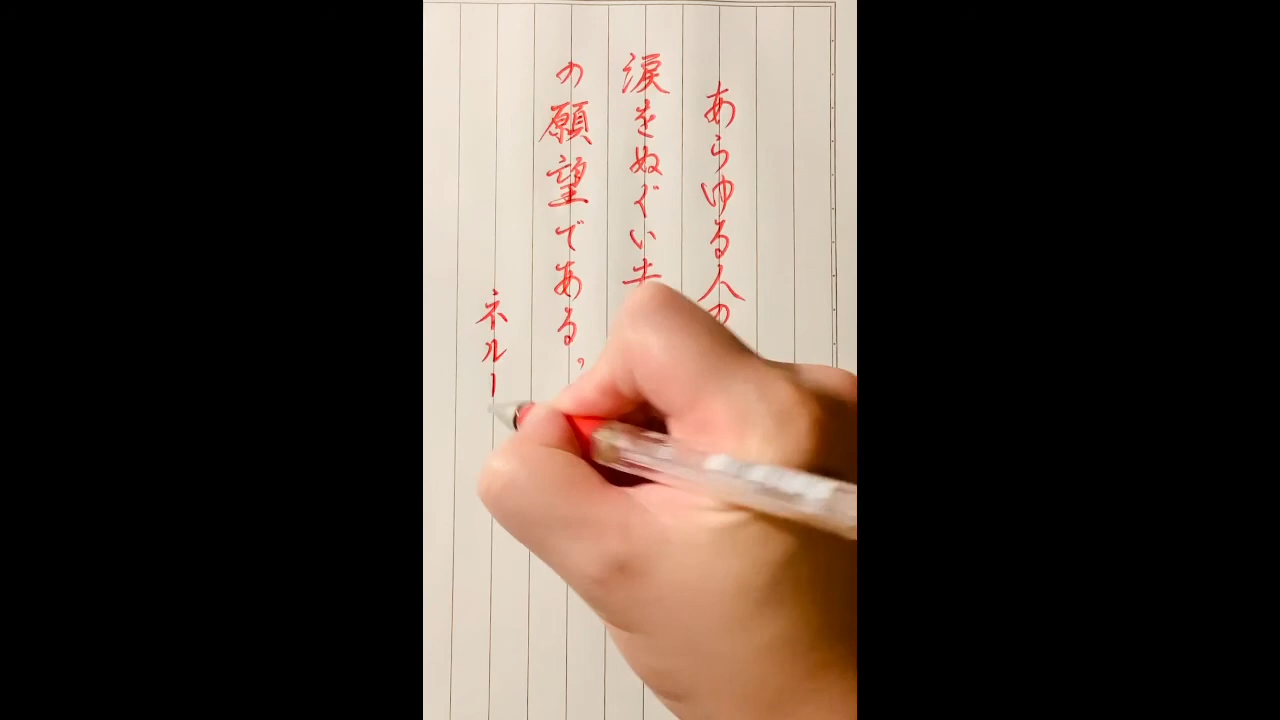 あらゆる人の
涙をぬぐい
の願望である。
ネルー